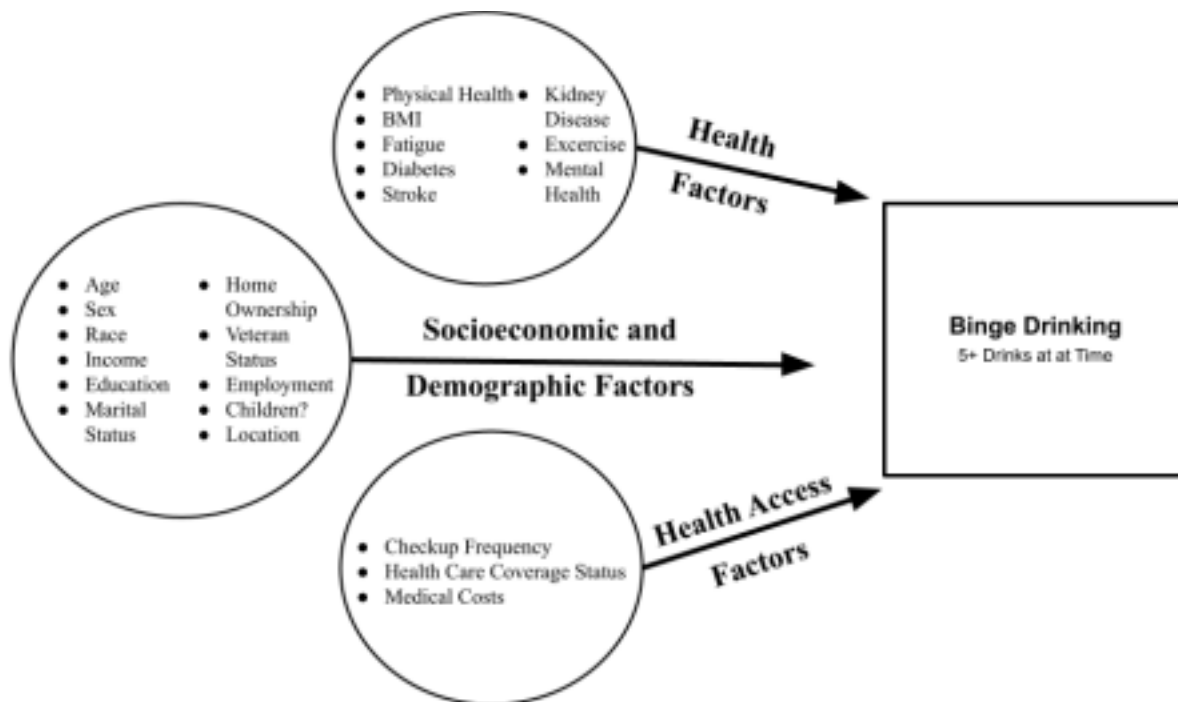 ● Physical Health
● BMI
● Fatigue
● Diabetes
● Stroke
● Kidney
Disease
● Excercise
● Mental
Health
Health
Factors
● Age
● Sex
● Race
● Income
● Education
● Marital
Status
● Home
Ownership
● Veteran
Status
● Employment
● Children?
● Location
Socioeconomic and
Demographic Factors
● Checkup Frequency
● Health Care Coverage Status
● Medical Costs
Health Access
Factors
Binge Drinking
5+ Drinks at at Time